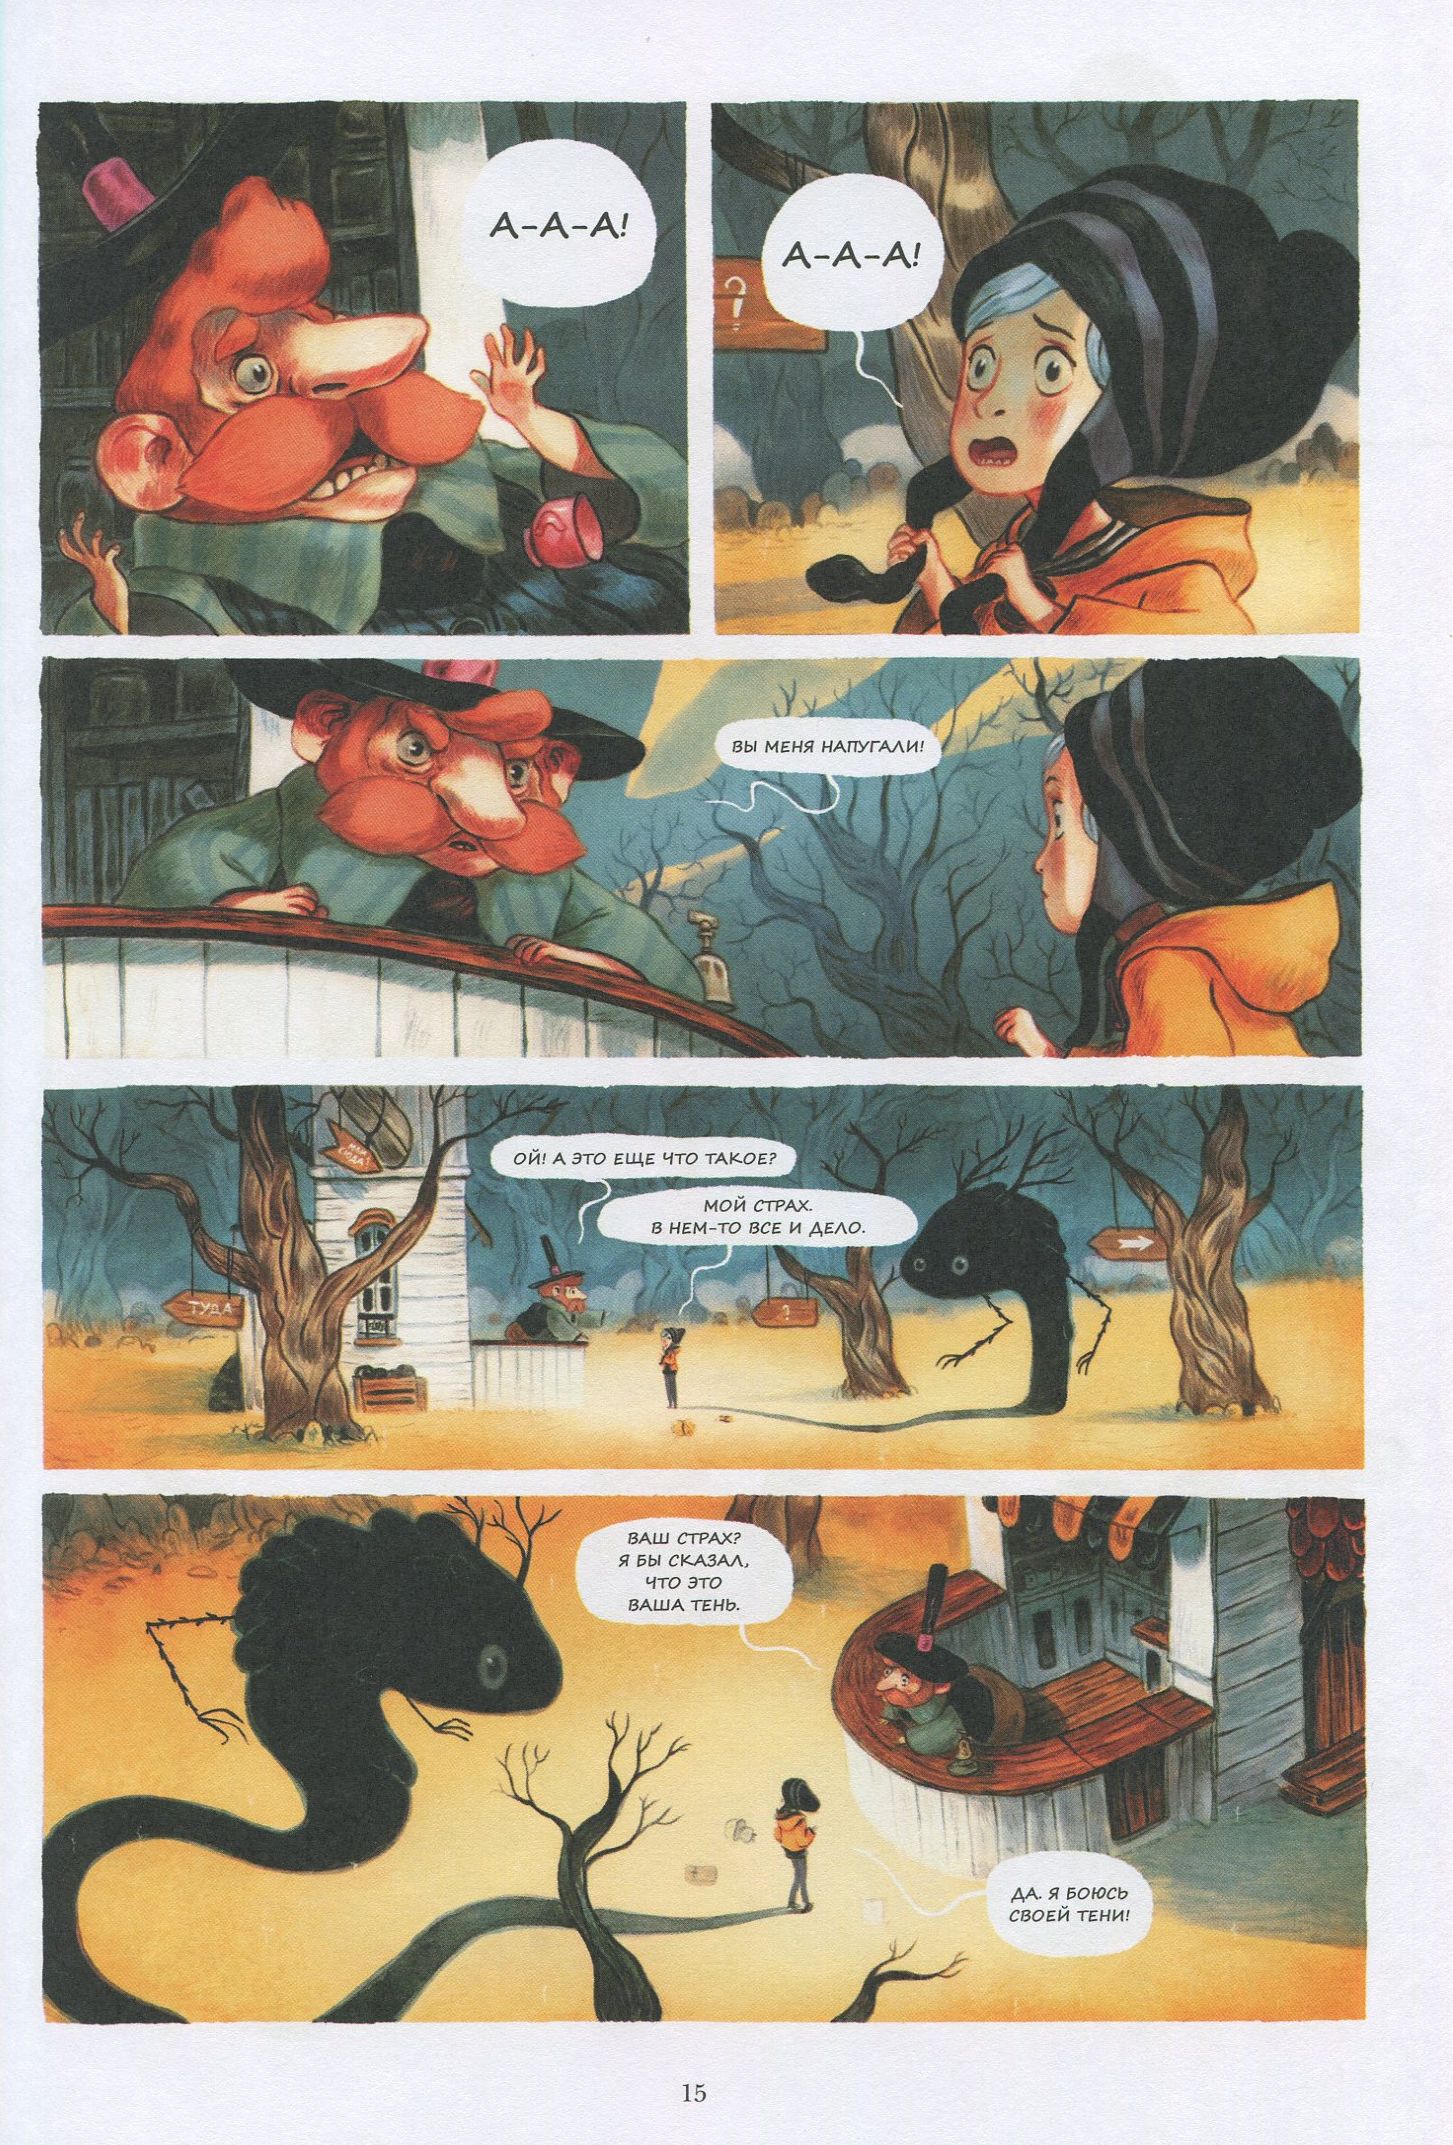 А-А-А!
А-А-А!
?
ВЫ МЕНЯ НАПУГАЛИ!
ОЙ! А ЭТО ЕЩЕ ЧТО ТАКОЕ?
МОЙ СТРАХ.
В НЕМ-ТО ВСЕ И ДЕЛО.
СЮДА!
ТУДА
?
ВАШ СТРАХ?
Я БЫ СКАЗАЛ,
ЧТО ЭТО
ВАША ТЕНЬ.
ДА. Я БОЮСЬ
СВОЕЙ ТЕНИ!
15